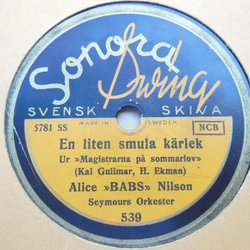 Sonora
Swing
SVENSK SKIVA
5781 SS
MADE IN SWEDEN
NCB
En liten smula kärlek
Ur »Magistrarna på sommarlov»
(Kai Gullmar, H. Ekman)
Alice »BABS» Nilson
Seymours Orkester
539